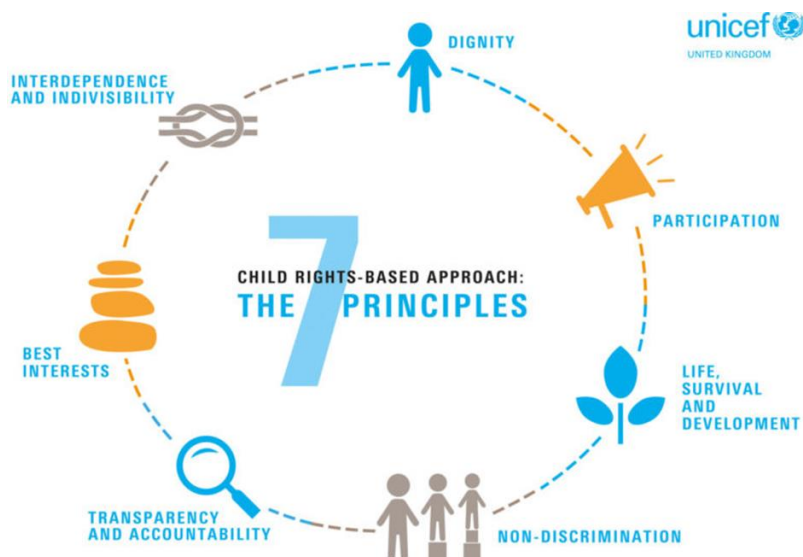 unicef
UNITED KINGDOM
DIGNITY
INTERDEPENDENCE
AND INDIVISIBILITY
PARTICIPATION
7
CHILD RIGHTS-BASED APPROACH:
THE PRINCIPLES
BEST
INTERESTS
LIFE,
SURVIVAL
AND
DEVELOPMENT
TRANSPARENCY
AND ACCOUNTABILITY
NON-DISCRIMINATION